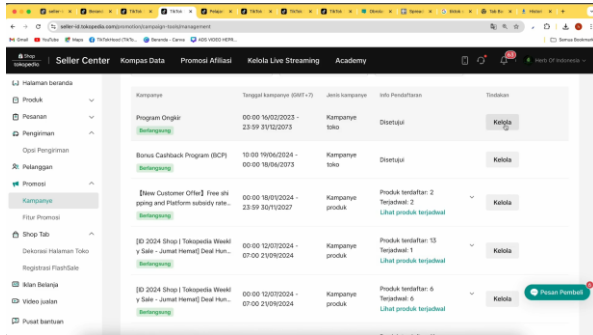 seller-id.tokopedia.com/promotion/campaign-tools/management
Gmail
YouTube
Maps
Beranda - Canva
Semua Bookmark
Shop
tokopedia
Seller Center
Kompas Data
Promosi Afiliasi
Kelola Live Streaming
Academy
Herb Of Indonesia
Halaman beranda
Produk
Pesanan
Pengiriman
Opsi Pengiriman
Pelanggan
Promosi
Kampanye
Fitur Promosi
Shop Tab
Dekorasi Halaman Toko
Registrasi FlashSale
Iklan Belanja
Video jualan
Pusat bantuan
Kampanye
Tanggal kampanye (GMT+7)
Jenis kampanye
Info Pendaftaran
Tindakan
Program Ongkir
Berlangsung
00:00 16/02/2023 -
23:59 31/12/2073
Kampanye
toko
Disetujui
Kelola
Bonus Cashback Program (BCP)
Berlangsung
10:00 19/06/2024 -
00:00 18/06/2073
Kampanye
toko
Disetujui
Kelola
【New Customer Offer】Free shi
pping and Platform subsidy rate...
Berlangsung
00:00 18/01/2024 -
23:59 30/11/2027
Kampanye
produk
Produk terdaftar: 2
Terjadwal: 2
Lihat produk terjadwal
Kelola
[ID 2024 Shop | Tokopedia Weekl
y Sale - Jumat Hemat] Deal Hun...
Berlangsung
00:00 12/07/2024 -
07:00 21/09/2024
Kampanye
produk
Produk terdaftar: 13
Terjadwal: 1
Lihat produk terjadwal
Kelola
[ID 2024 Shop | Tokopedia Weekl
y Sale - Jumat Hemat] Deal Hun...
Berlangsung
00:00 12/07/2024 -
07:00 21/09/2024
Kampanye
produk
Produk terdaftar: 6
Terjadwal: 6
Lihat produk terjadwal
Kelola
Pesan Pembeli